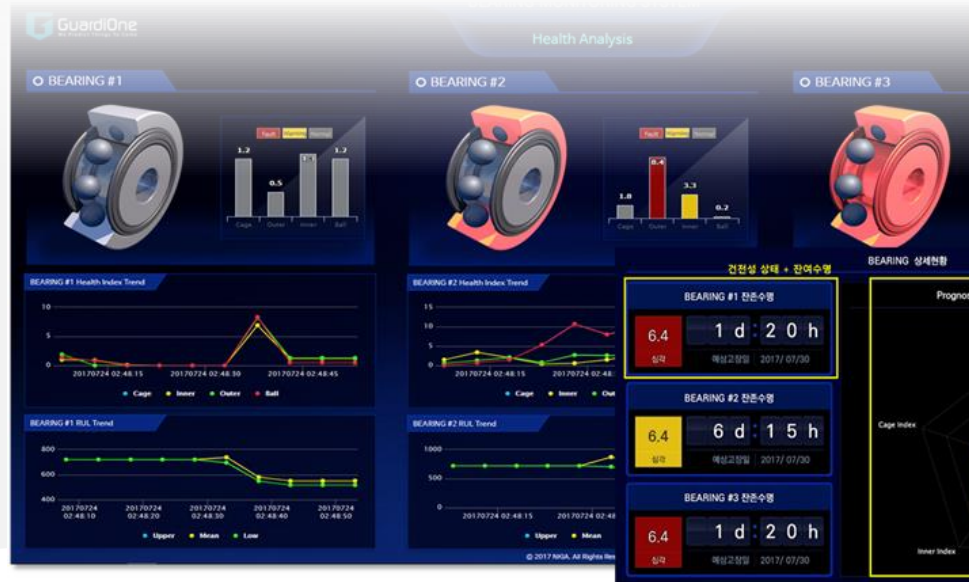 GuardiOne
Health Analysis
BEARING #1
BEARING #2
BEARING #3
Fault Warning Normal
1.2
0.5
1.2
Cage Outer Inner Ball
Fault Warning Normal
1.8
8.4
3.3
0.2
Cage Outer Inner Ball
BEARING #1 Health Index Trend
10
5
0
20170724 02:48:15 20170724 02:48:30 20170724 02:48:45
Cage Inner Outer Ball
BEARING #2 Health Index Trend
15
10
5
0
20170724 02:48:15 20170724 02:48:
Cage Inner Out
BEARING #1 RUL Trend
800
600
400
20170724 20170724 20170724 20170724 20170724
02:48:10 02:48:20 02:48:30 02:48:40 02:48:50
Upper Mean Low
BEARING #2 RUL Trend
1000
500
0
20170724 02:48:15 20170724 02:48
Upper Mean
© 2017 NKIA. All Rights Res
건전성 상태 + 잔여수명
BEARING 상세현황
BEARING #1 잔존수명
6.4
심각
1 d : 2 0 h
예상고장일 2017/ 07/30
BEARING #2 잔존수명
6.4
심각
6 d : 1 5 h
예상고장일 2017/ 07/30
BEARING #3 잔존수명
6.4
심각
1 d : 2 0 h
예상고장일 2017/ 07/30
Prognos
Cage Index
Inner Index